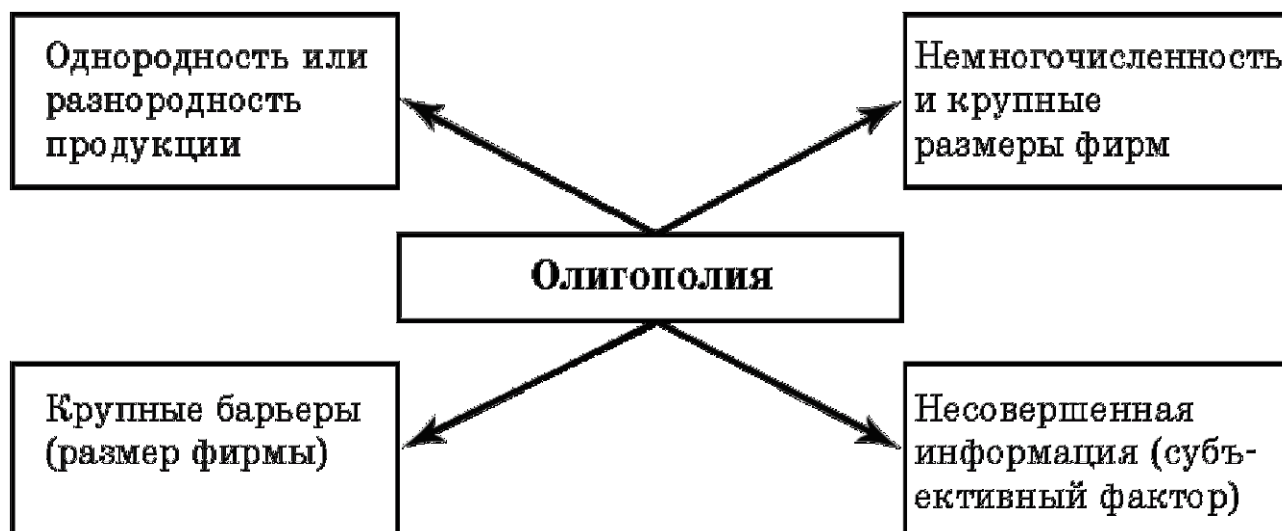 Однородность или
разнородность
продукции
Немногочисленность
и крупные
размеры фирм
Олигополия
Крупные барьеры
(размер фирмы)
Несовершенная
информация (субъ-
ективный фактор)